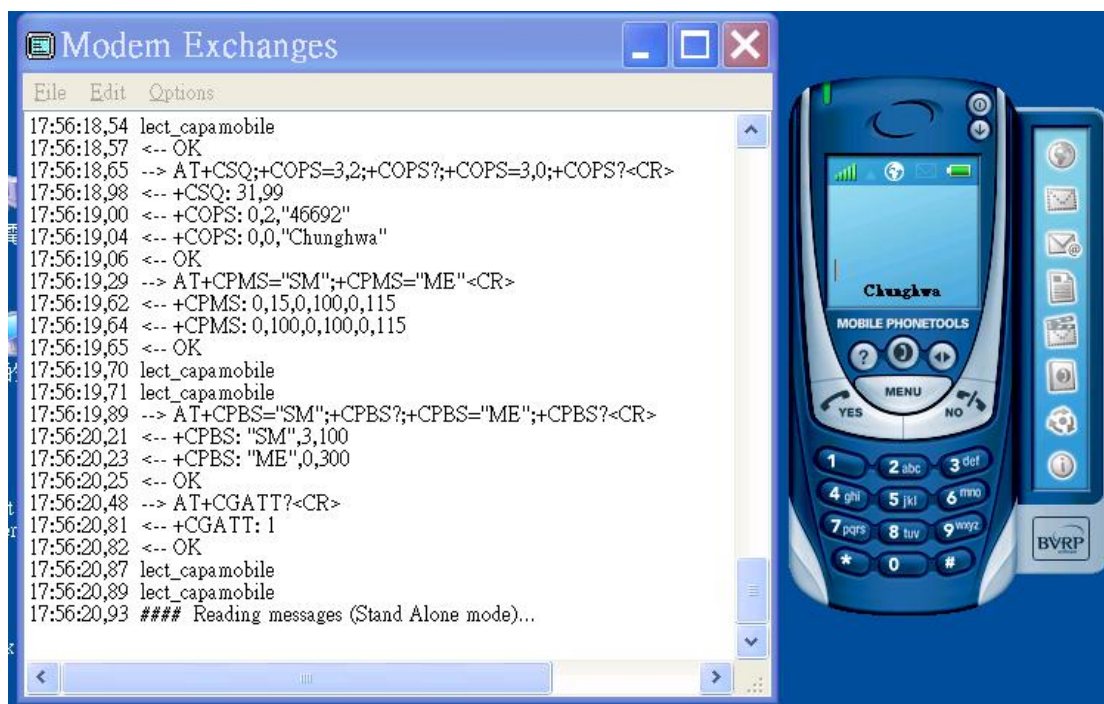 Modem Exchanges
File Edit Options
17:56:18,54 lect_capamobile
17:56:18,57 <-- OK
17:56:18,65 --> AT+CSQ;+COPS=3,2;+COPS?;+COPS=3,0;+COPS?<CR>
17:56:18,98 <-- +CSQ: 31,99
17:56:19,00 <-- +COPS: 0,2,"46692"
17:56:19,04 <-- +COPS: 0,0,"Chunghwa"
17:56:19,06 <-- OK
17:56:19,29 --> AT+CPMS="SM";+CPMS="ME"<CR>
17:56:19,62 <-- +CPMS: 0,15,0,100,0,115
17:56:19,64 <-- +CPMS: 0,100,0,100,0,115
17:56:19,65 <-- OK
17:56:19,70 lect_capamobile
17:56:19,71 lect_capamobile
17:56:19,89 --> AT+CPBS="SM";+CPBS?;+CPBS="ME";+CPBS?<CR>
17:56:20,21 <-- +CPBS: "SM",3,100
17:56:20,23 <-- +CPBS: "ME",0,300
17:56:20,25 <-- OK
17:56:20,48 --> AT+CGATT?<CR>
17:56:20,81 <-- +CGATT: 1
17:56:20,82 <-- OK
17:56:20,87 lect_capamobile
17:56:20,89 lect_capamobile
17:56:20,93 #### Reading messages (Stand Alone mode)...
Chunghwa
MOBILE PHONETOOLS
?
MENU
YES NO
1 2 abc 3 def
4 ghi 5 jkl 6 mno
7 pqrs 8 tuv 9 wxyz
* 0 #
BVRP